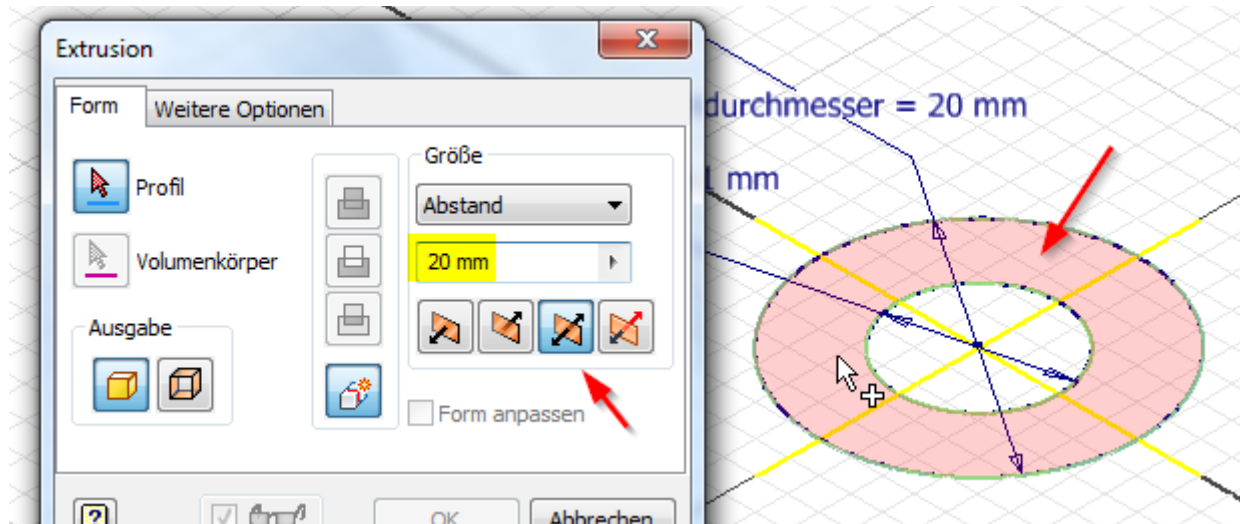 Extrusion
Form
Weitere Optionen
Profil
Volumenkörper
Ausgabe
Größe
Abstand
20 mm
Form anpassen
?
OK
Abbrechen
durchmesser = 20 mm
mm